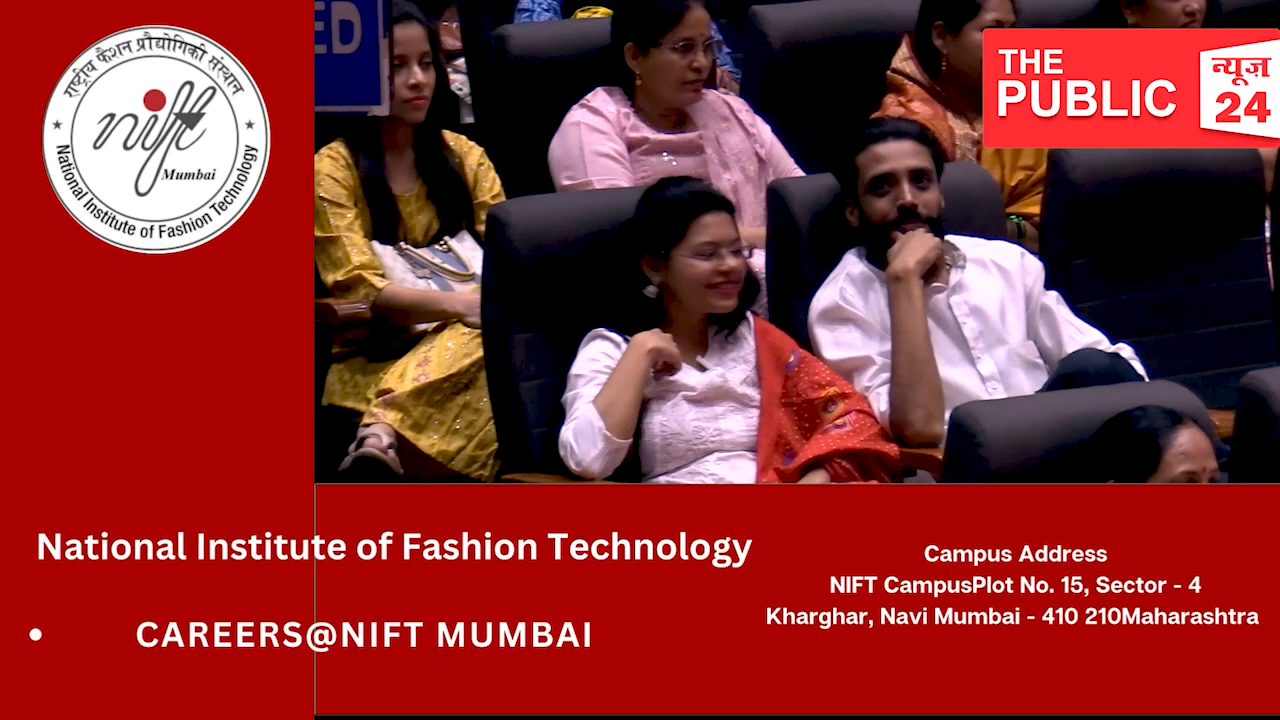 राष्ट्रीय फैशन प्रौद्योगिकी संस्थान
nift
Mumbai
National Institute of Fashion Technology
ED
THE
PUBLIC
न्यूज़
24
National Institute of Fashion Technology
• CAREERS@NIFT MUMBAI
Campus Address
NIFT CampusPlot No. 15, Sector - 4
Kharghar, Navi Mumbai - 410 210Maharashtra